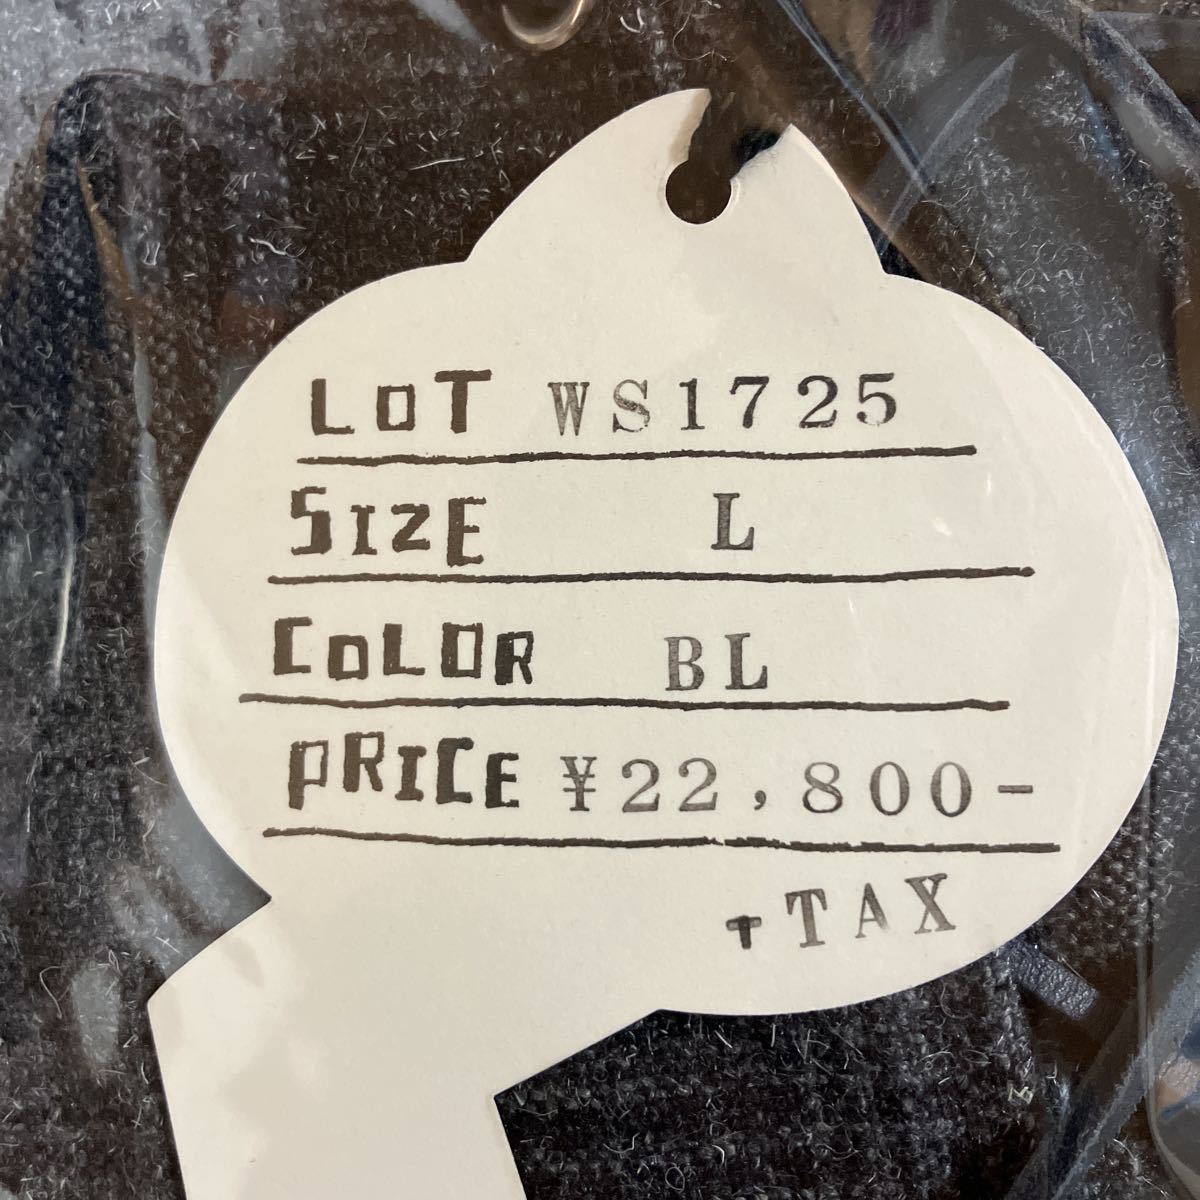 LOT WS1725
SIZE L
COLOR BL
PRICE ¥22,800-
+TAX